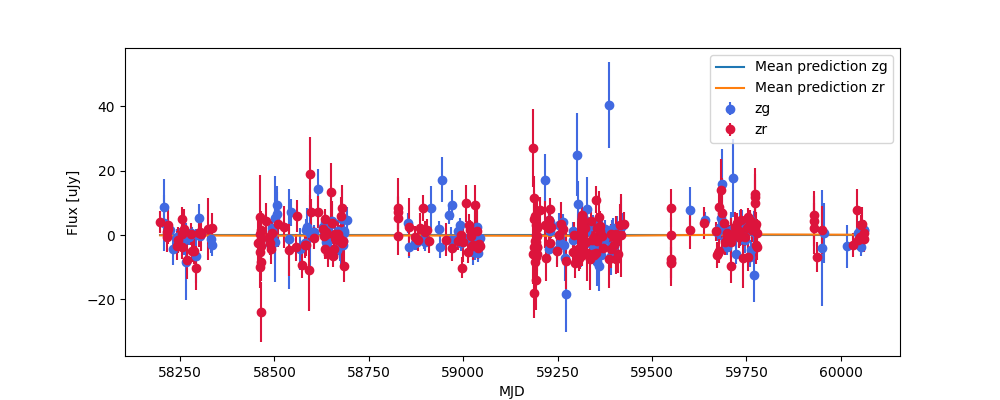 Mean prediction zg
Mean prediction zr
zg
zr
Flux [uJy]
40
20
0
−20
58250 58500 58750 59000 59250 59500 59750 60000
MJD